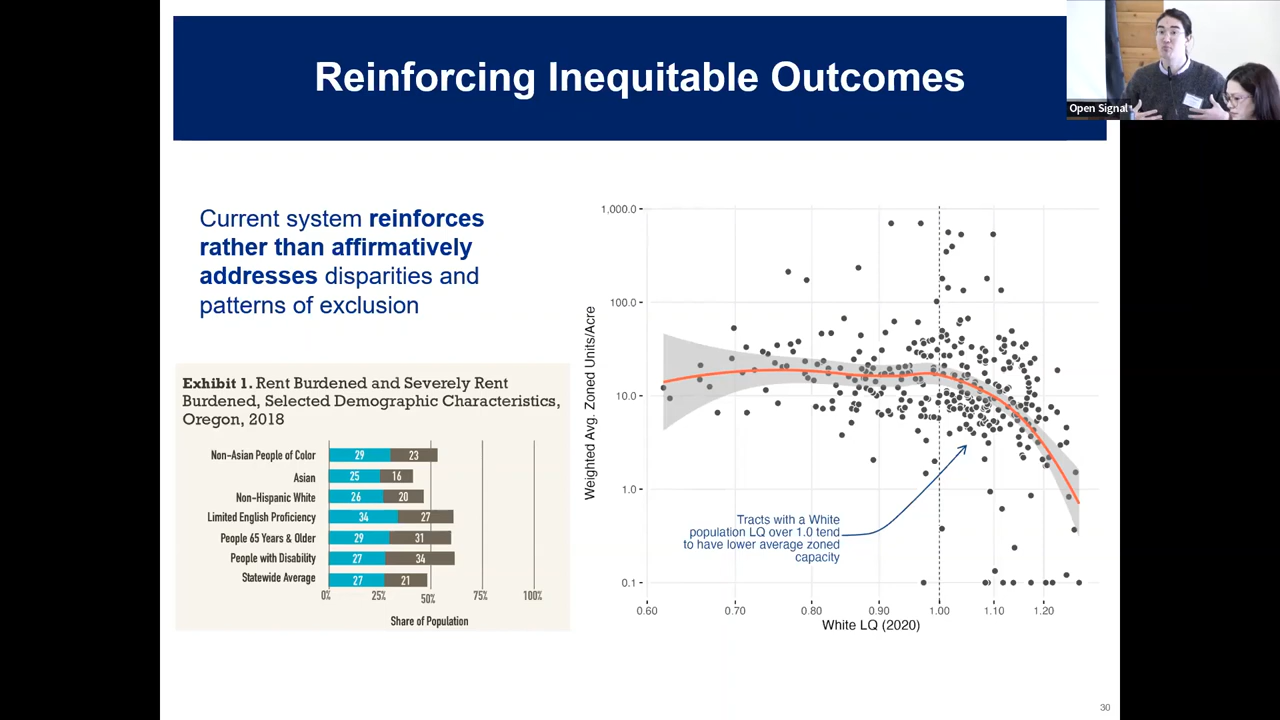 Reinforcing Inequitable Outcomes
Open Signal
Current system reinforces
rather than affirmatively
addresses disparities and
patterns of exclusion
Exhibit 1. Rent Burdened and Severely Rent
Burdened, Selected Demographic Characteristics,
Oregon, 2018
Non-Asian People of Color 29 23
Asian 25 16
Non-Hispanic White 26 20
Limited English Proficiency 34 27
People 65 Years & Older 29 31
People with Disability 27 34
Statewide Average 27 21
0% 25% 50% 75% 100%
Share of Population
Weighted Avg. Zoned Units/Acre
1,000.0
100.0
10.0
1.0
0.1
Tracts with a White
population LQ over 1.0 tend
to have lower average zoned
capacity
0.60 0.70 0.80 0.90 1.00 1.10 1.20
White LQ (2020)
30